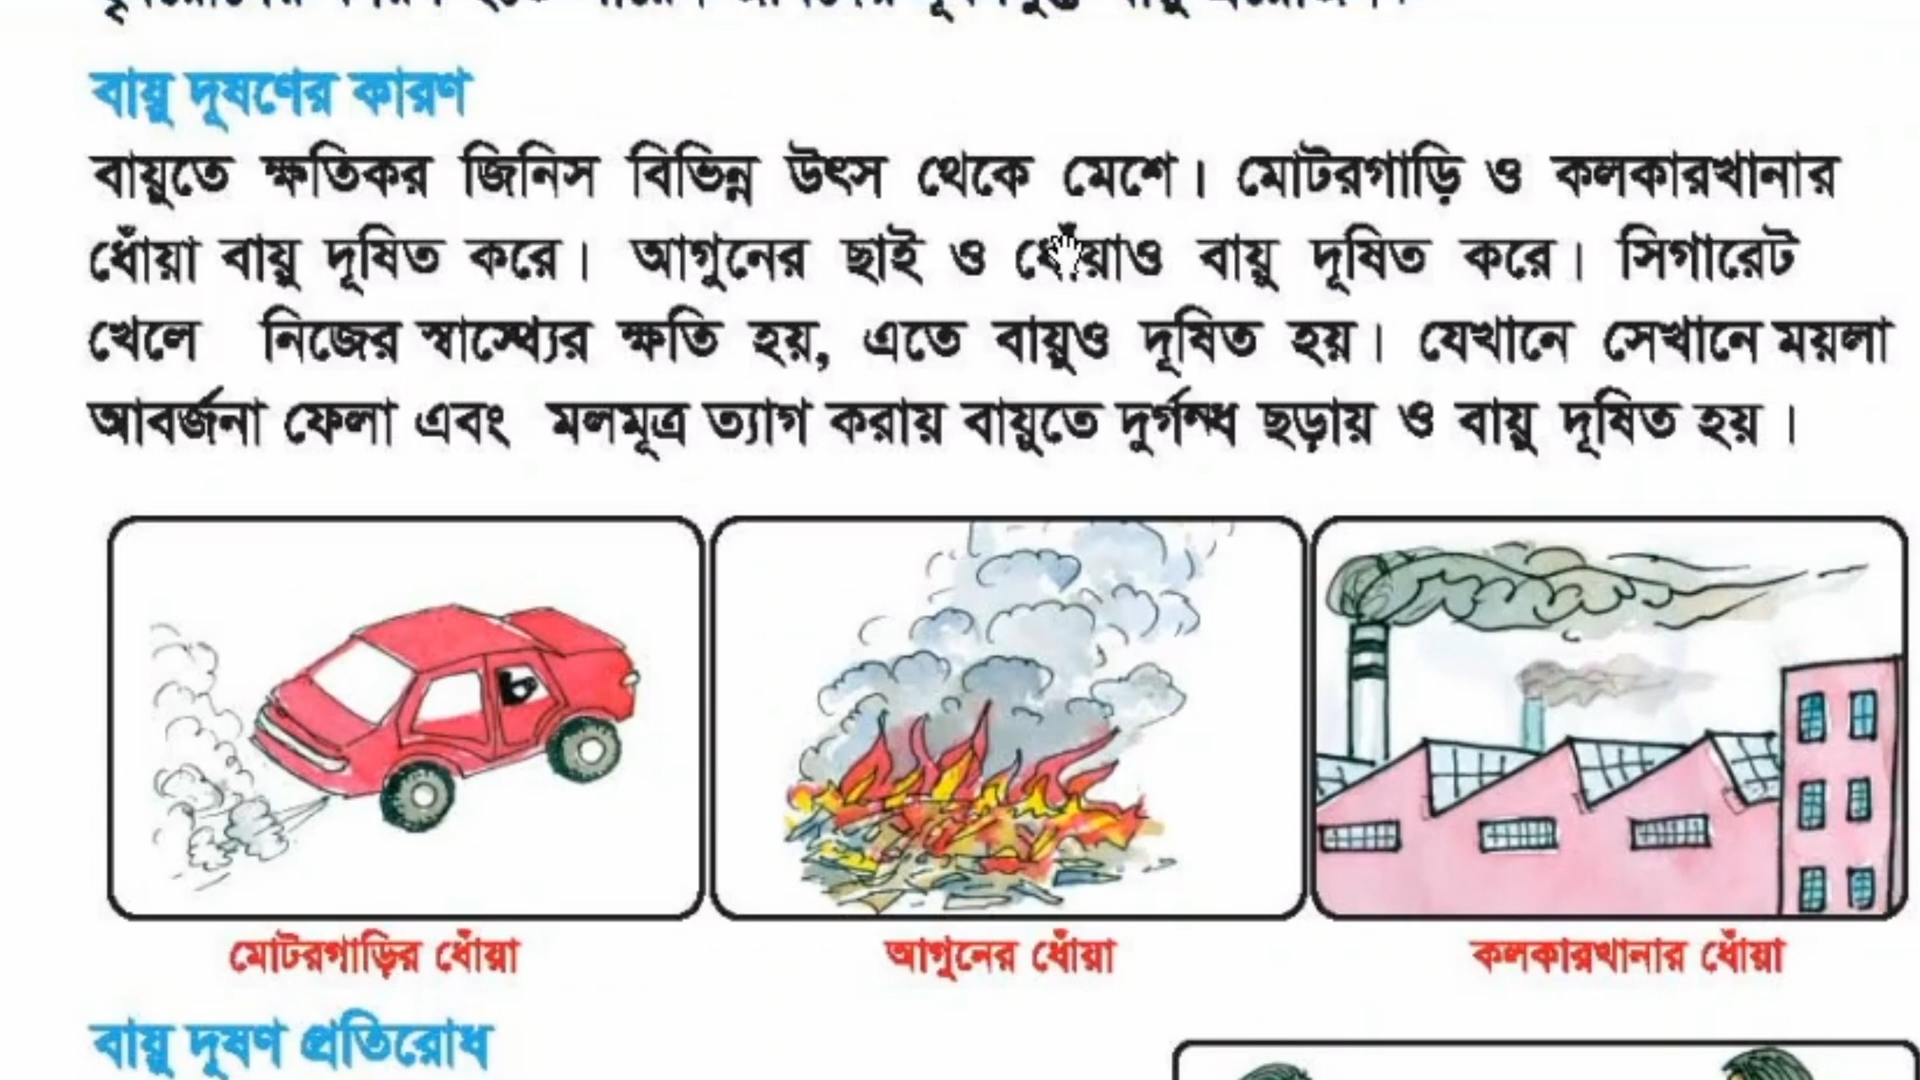 বায়ু দূষণের কারণ
বায়ুতে ক্ষতিকর জিনিস বিভিন্ন উৎস থেকে মেশে। মোটরগাড়ি ও কলকারখানার
ধোঁয়া বায়ু দূষিত করে। আগুনের ছাই ও ধোঁয়াও বায়ু দূষিত করে। সিগারেট
খেলে নিজের স্বাস্থ্যের ক্ষতি হয়, এতে বায়ুও দূষিত হয়। যেখানে সেখানে ময়লা
আবর্জনা ফেলা এবং মলমূত্র ত্যাগ করায় বায়ুতে দুর্গন্ধ ছড়ায় ও বায়ু দূষিত হয়।
মোটরগাড়ির ধোঁয়া
আগুনের ধোঁয়া
কলকারখানার ধোঁয়া
বায়ু দূষণ প্রতিরোধ